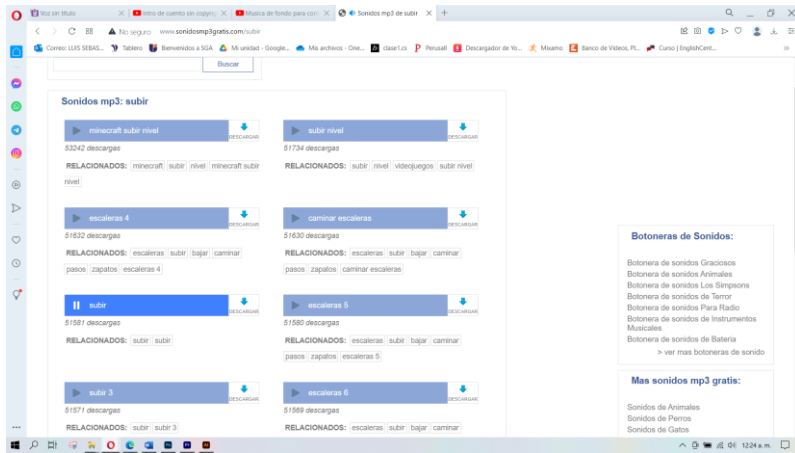 Voz sin título
intro de cuento sin copyrig
Musica de fondo para con
Sonidos mp3 de subir
No seguro www.sonidosmp3gratis.com/subir
Correo: LUIS SEBAS...
Tablero
Bienvenidos a SGA
Mi unidad - Google...
Mis archivos - One...
clase1.cs
Perusall
Descargador de Yo...
Mixamo
Banco de Videos, Pl...
Curso | EnglishCent...
Buscar
Sonidos mp3: subir
minecraft subir nivel
DESCARGAR
53242 descargas
RELACIONADOS: minecraft subir nivel minecraft subir
nivel
subir nivel
DESCARGAR
51734 descargas
RELACIONADOS: subir nivel videojuegos subir nivel
escaleras 4
DESCARGAR
51632 descargas
RELACIONADOS: escaleras subir bajar caminar
pasos zapatos escaleras 4
caminar escaleras
DESCARGAR
51630 descargas
RELACIONADOS: escaleras subir bajar caminar
pasos zapatos caminar escaleras
subir
DESCARGAR
51581 descargas
RELACIONADOS: subir subir
escaleras 5
DESCARGAR
51580 descargas
RELACIONADOS: escaleras subir bajar caminar
pasos zapatos escaleras 5
subir 3
DESCARGAR
51571 descargas
RELACIONADOS: subir subir 3
escaleras 6
DESCARGAR
51569 descargas
RELACIONADOS: escaleras subir bajar caminar
Botoneras de Sonidos:
Botonera de sonidos Graciosos
Botonera de sonidos Animales
Botonera de sonidos Los Simpsons
Botonera de sonidos de Terror
Botonera de sonidos Para Radio
Botonera de sonidos de Instrumentos
Musicales
Botonera de sonidos de Bateria
> ver mas botoneras de sonido
Mas sonidos mp3 gratis:
Sonidos de Animales
Sonidos de Perros
Sonidos de Gatos
12:24 a. m.